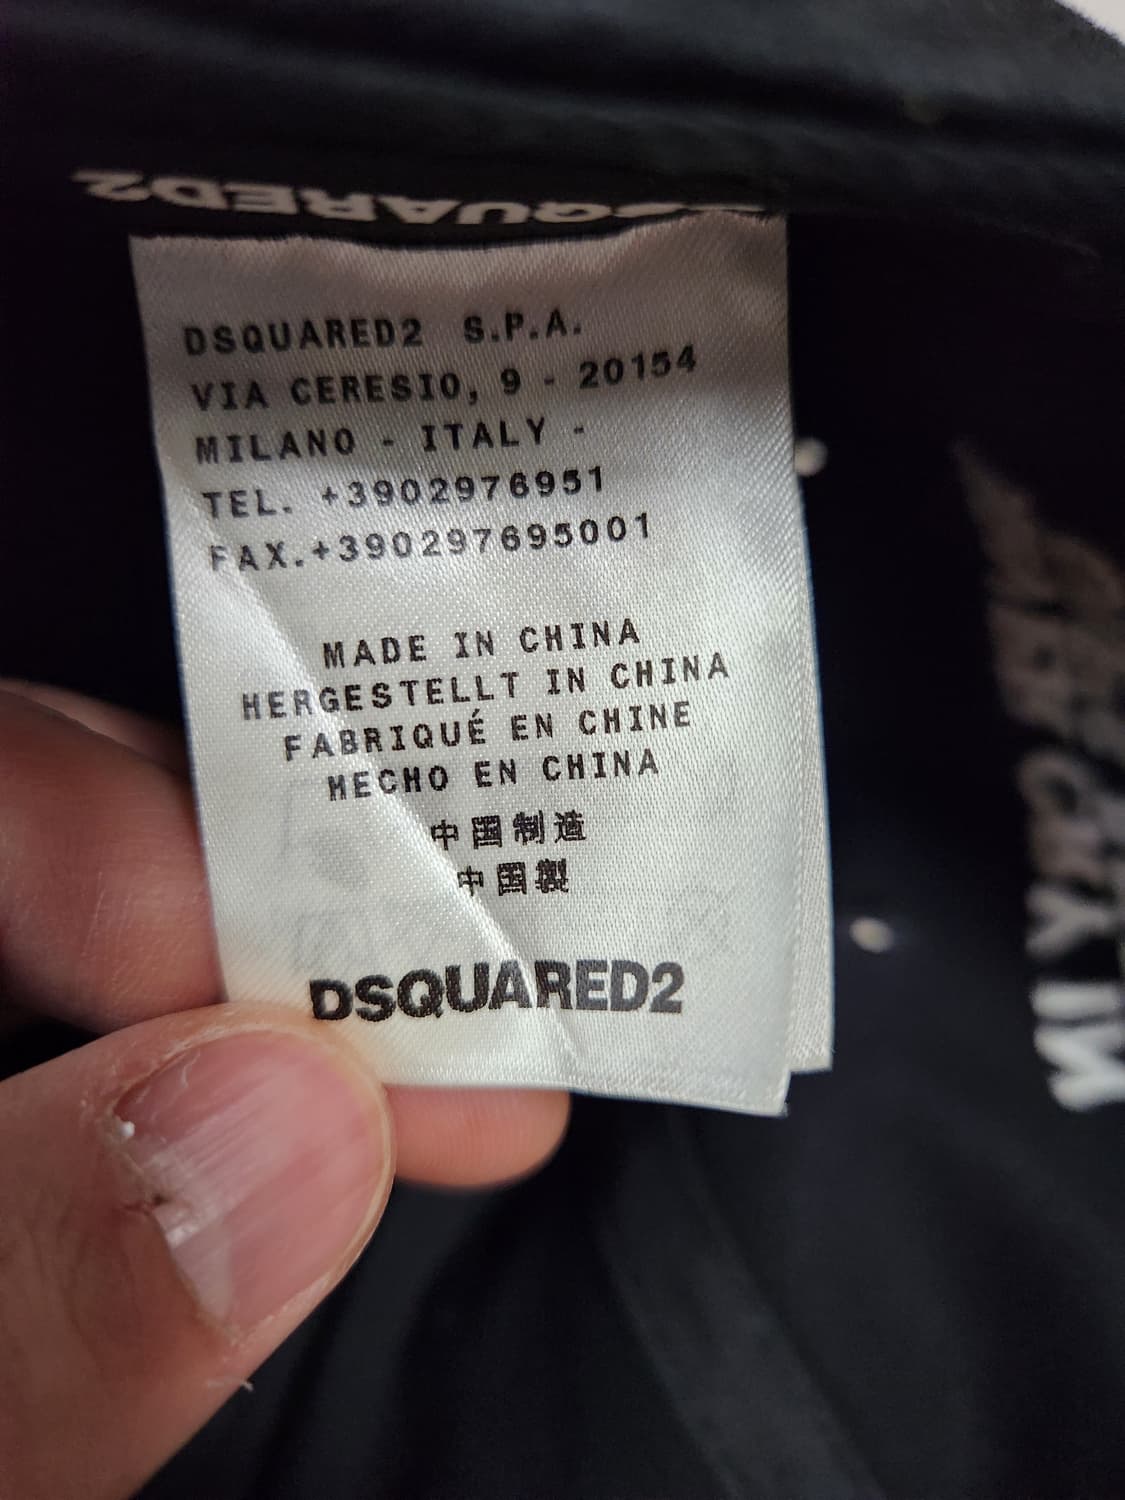 DSQUARED2
DSQUARED2 S.P.A.
VIA CERESIO, 9 - 20154
MILANO - ITALY -
TEL. +3902976951
FAX.+390297695001
MADE IN CHINA
HERGESTELLT IN CHINA
FABRIQUÉ EN CHINE
HECHO EN CHINA
中国制造
中国製
DSQUARED2